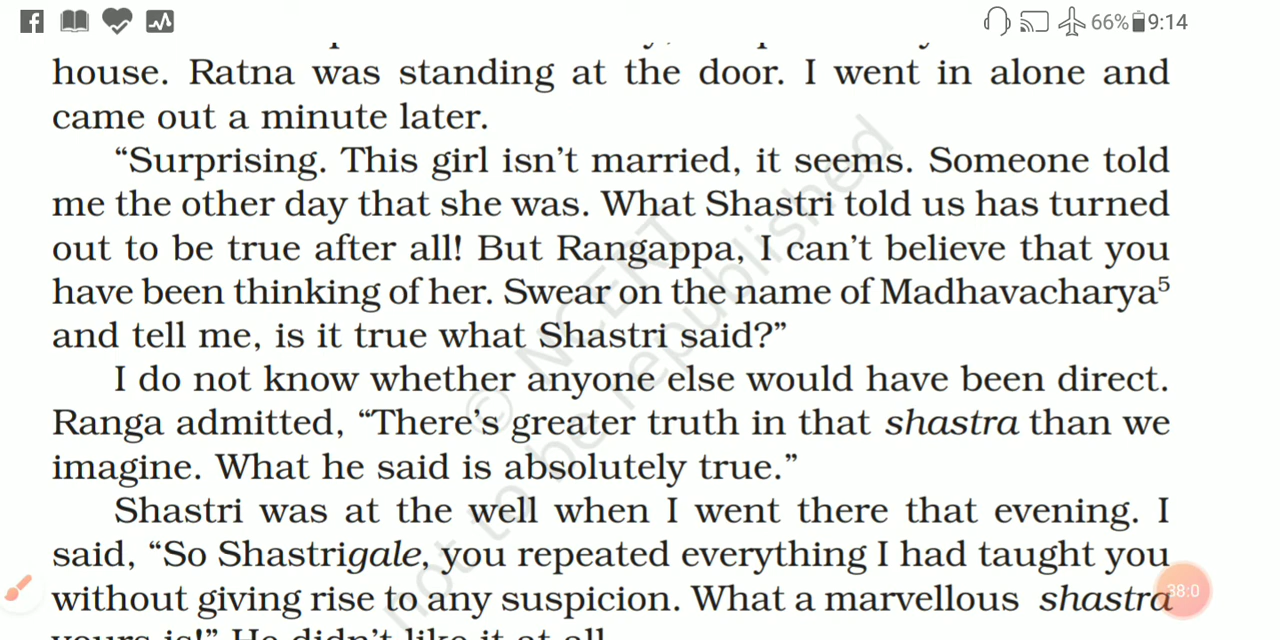 66% 9:14
house. Ratna was standing at the door. I went in alone and
came out a minute later.
“Surprising. This girl isn’t married, it seems. Someone told
me the other day that she was. What Shastri told us has turned
out to be true after all! But Rangappa, I can’t believe that you
have been thinking of her. Swear on the name of Madhavacharya⁵
and tell me, is it true what Shastri said?”
I do not know whether anyone else would have been direct.
Ranga admitted, “There’s greater truth in that shastra than we
imagine. What he said is absolutely true.”
Shastri was at the well when I went there that evening. I
said, “So Shastrigale, you repeated everything I had taught you
without giving rise to any suspicion. What a marvellous shastra
38:0
yours is!” He didn’t like it at all.
© NCERT
not to be republished